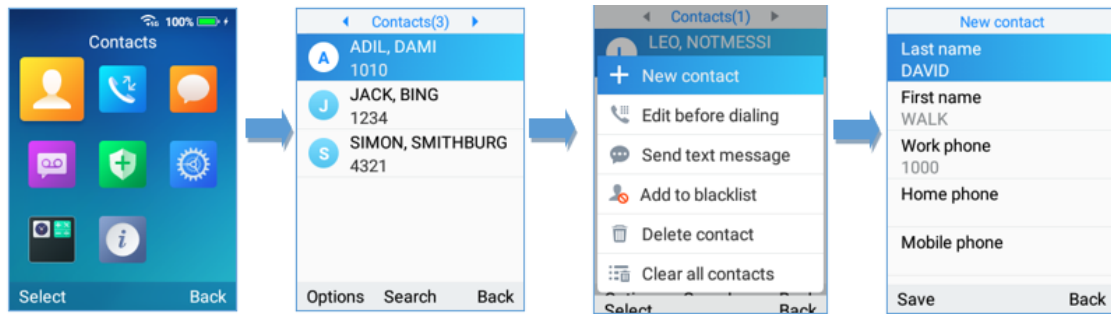 100%
Contacts
Select Back
Contacts(3)
A ADIL, DAMI
1010
J JACK, BING
1234
S SIMON, SMITHBURG
4321
Options Search Back
Contacts(1)
LEO, NOTMESSI
New contact
Edit before dialing
Send text message
Add to blacklist
Delete contact
Clear all contacts
Select Back
New contact
Last name
DAVID
First name
WALK
Work phone
1000
Home phone
Mobile phone
Save Back